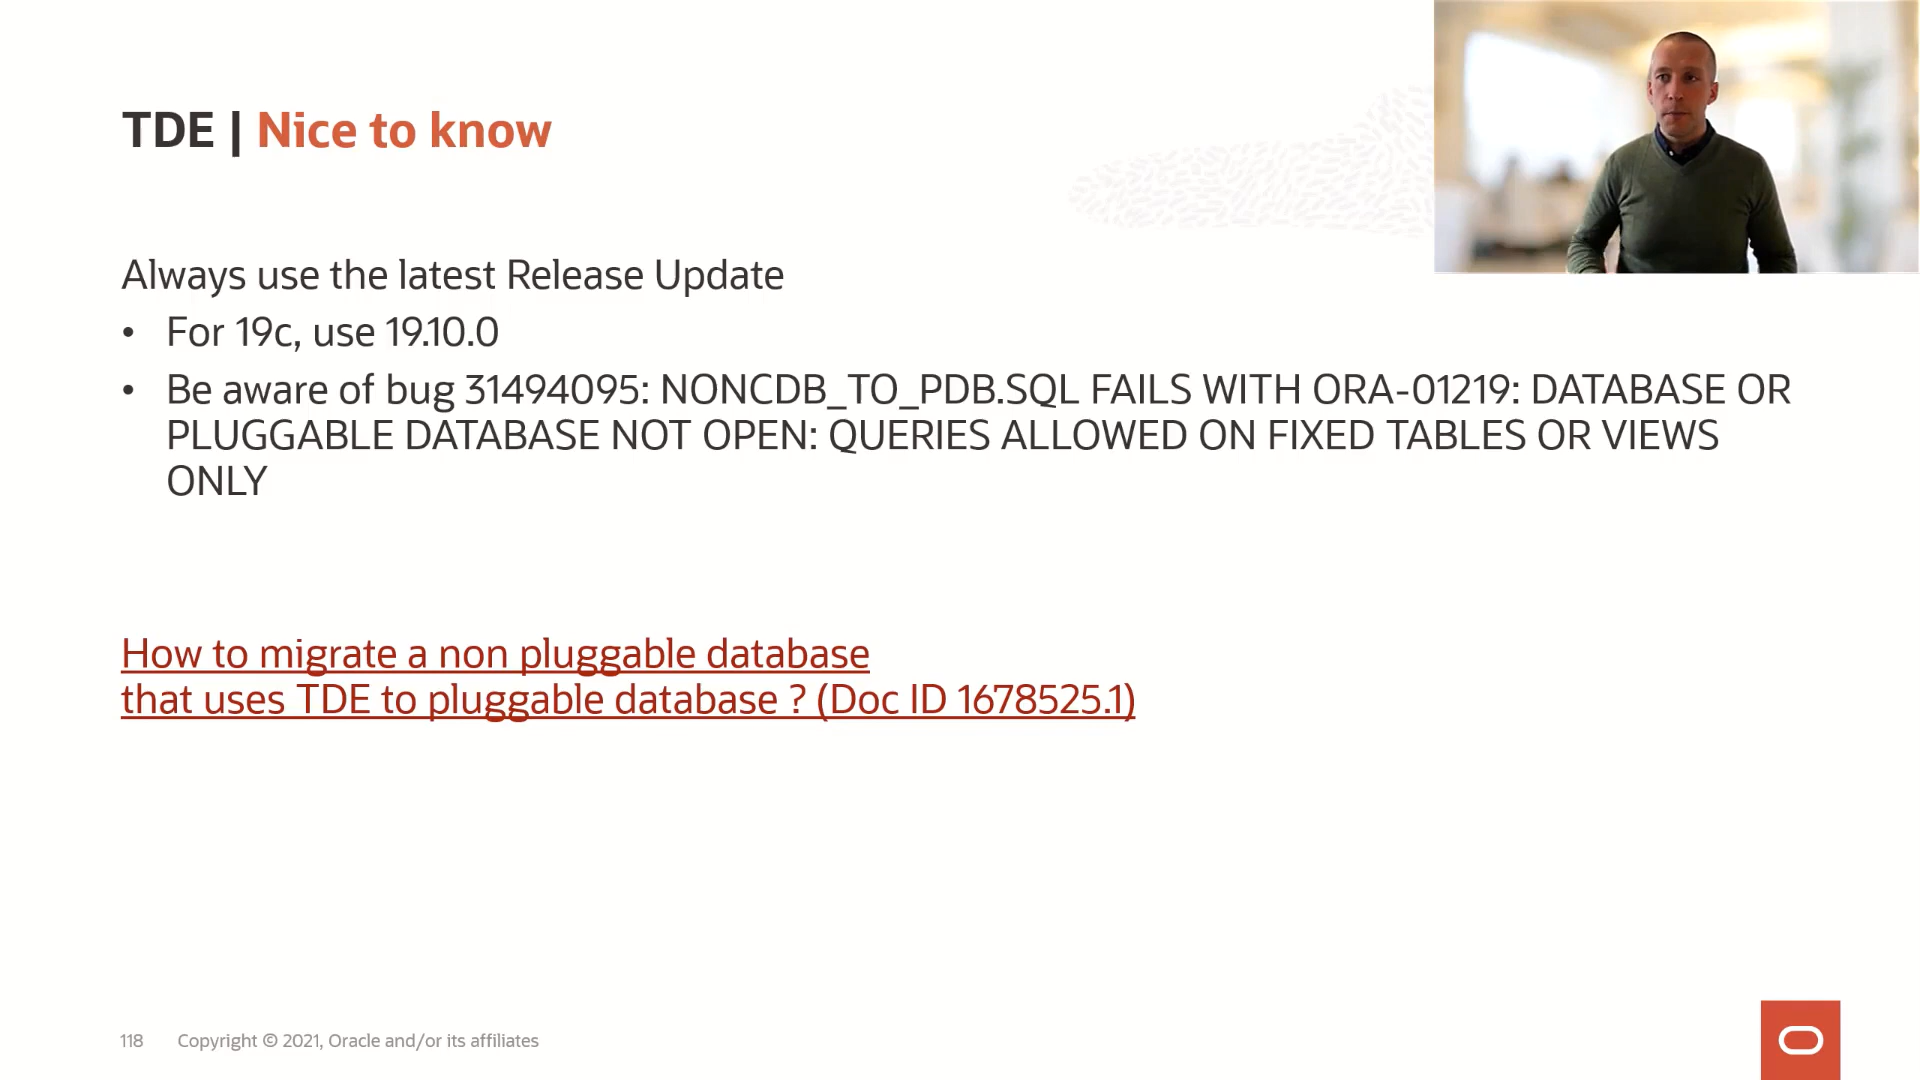 TDE | Nice to know
Always use the latest Release Update
• For 19c, use 19.10.0
• Be aware of bug 31494095: NONCDB_TO_PDB.SQL FAILS WITH ORA-01219: DATABASE OR
PLUGGABLE DATABASE NOT OPEN: QUERIES ALLOWED ON FIXED TABLES OR VIEWS
ONLY
How to migrate a non pluggable database
that uses TDE to pluggable database ? (Doc ID 1678525.1)
118 Copyright © 2021, Oracle and/or its affiliates